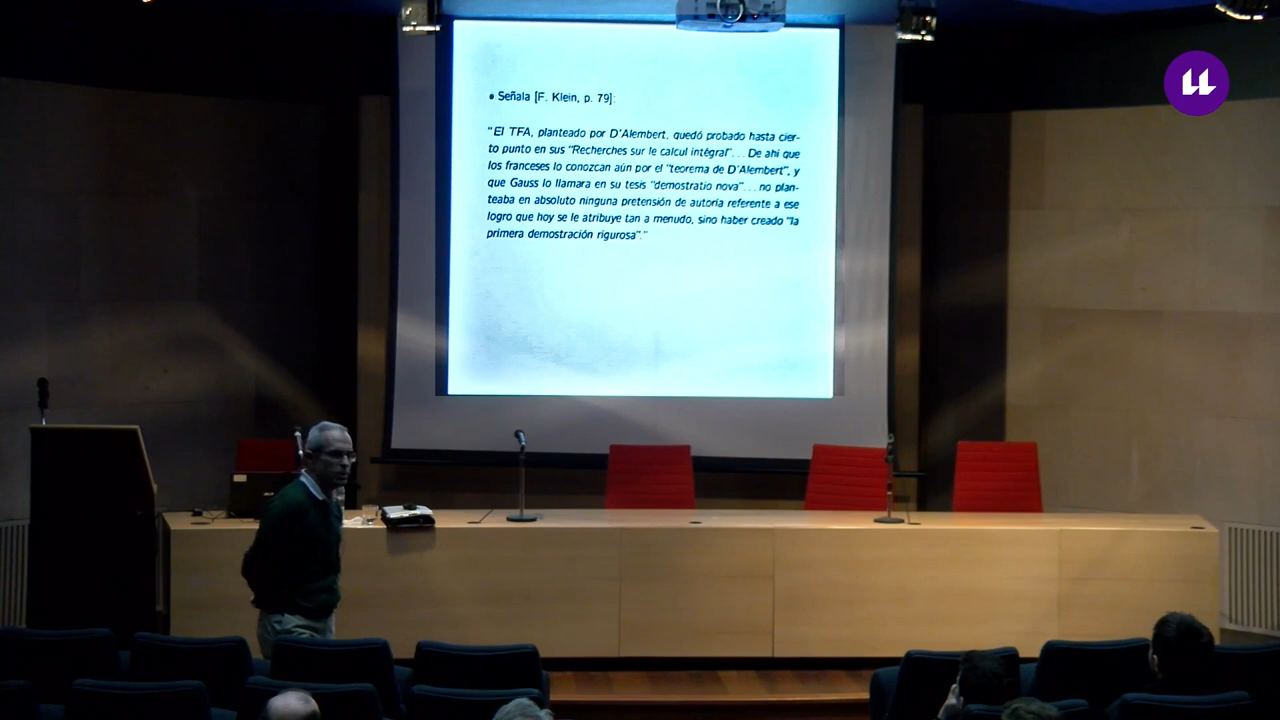 • Señala [F. Klein, p. 79]:
"El TFA, planteado por D'Alembert, quedó probado hasta cier-
to punto en sus "Recherches sur le calcul intégral"... De ahí que
los franceses lo conozcan aún por el "teorema de D'Alembert", y
que Gauss lo llamara en su tesis "demostratio nova"... no plan-
teaba en absoluto ninguna pretensión de autoría referente a ese
logro que hoy se le atribuye tan a menudo, sino haber creado "la
primera demostración rigurosa"."